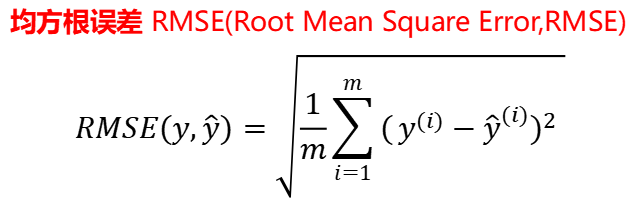 均方根误差 RMSE(Root Mean Square Error,RMSE)
RMSE(y,ŷ) = √(1/m ∑_{i=1}^{m} (y^{(i)} − ŷ^{(i)})^2)